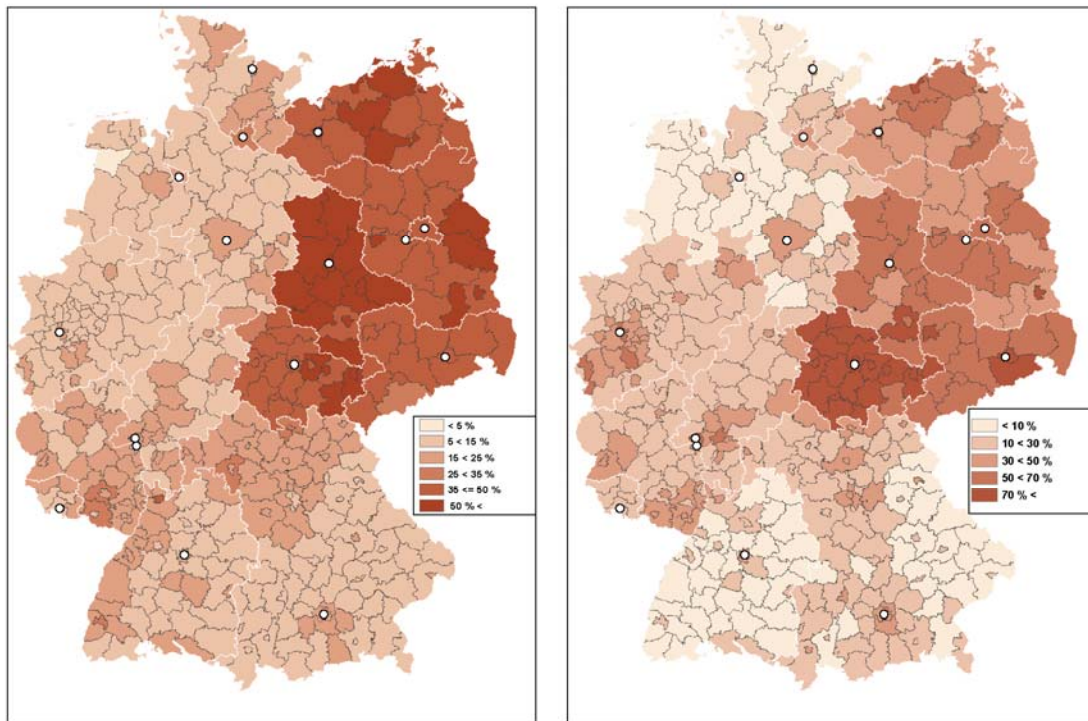 < 5 %
5 < 15 %
15 < 25 %
25 < 35 %
35 <= 50 %
50 % <
< 10 %
10 < 30 %
30 < 50 %
50 < 70 %
70 % <